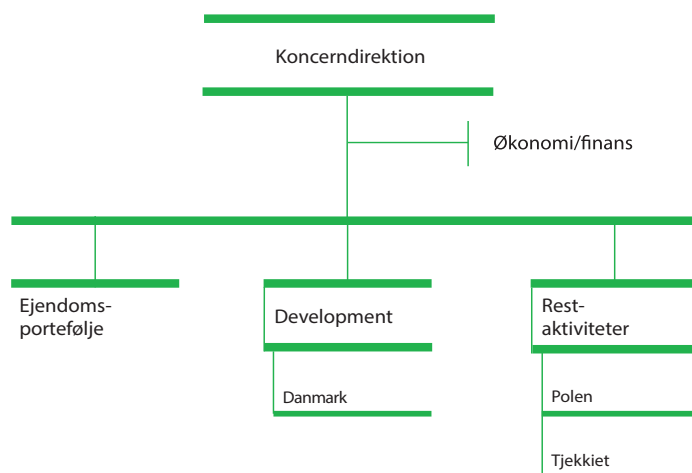 Koncerndirektion
Økonomi/finans
Ejendoms-
portefølje
Development
Danmark
Rest-
aktiviteter
Polen
Tjekkiet